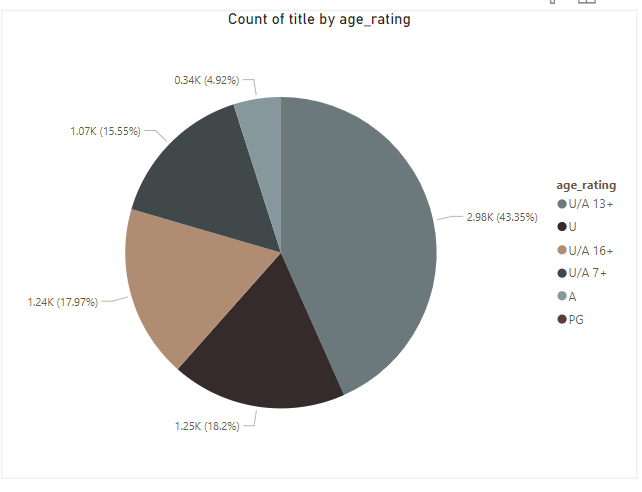 Count of title by age_rating
0.34K (4.92%)
1.07K (15.55%)
2.98K (43.35%)
1.24K (17.97%)
1.25K (18.2%)
age_rating
U/A 13+
U
U/A 16+
U/A 7+
A
PG